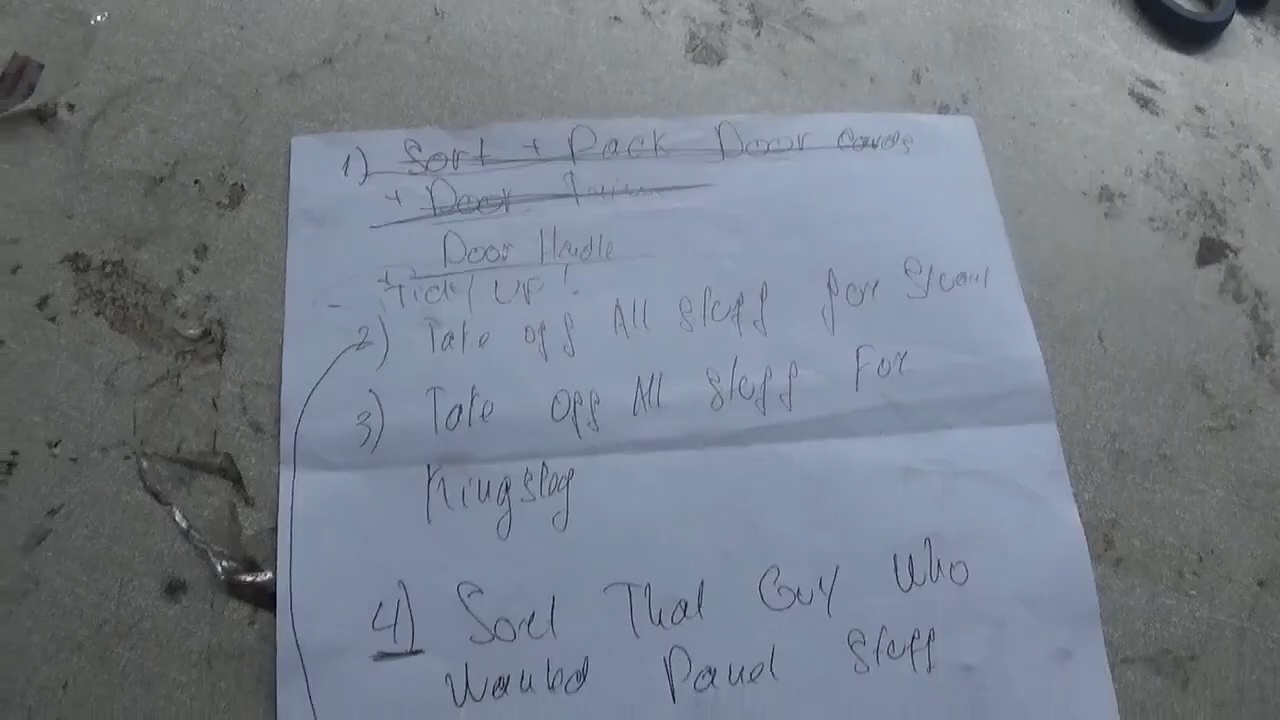 1) Sort + Pack Door Cards
+ Door Trim
Door Handle
+ Tidy UP!
2) Take off All stuff for
3) Take off All stuff For
4) Sort That Guy Who
Wanted Panel Stuff